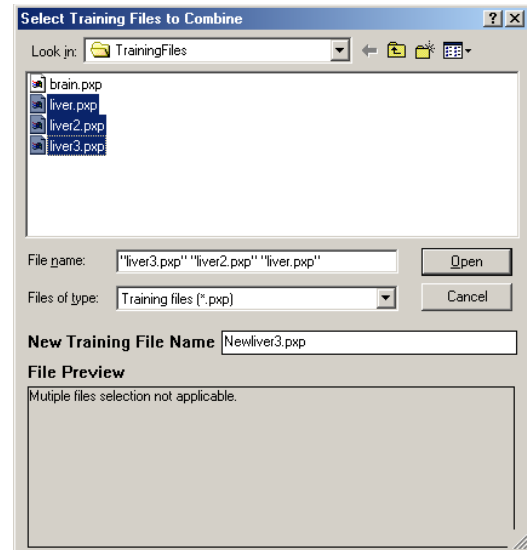 Select Training Files to Combine
Look in: TrainingFiles
brain.pxp
liver.pxp
liver2.pxp
liver3.pxp
File name: "liver3.pxp" "liver2.pxp" "liver.pxp" Open
Files of type: Training files (*.pxp) Cancel
New Training File Name Newliver3.pxp
File Preview
Mutiple files selection not applicable.